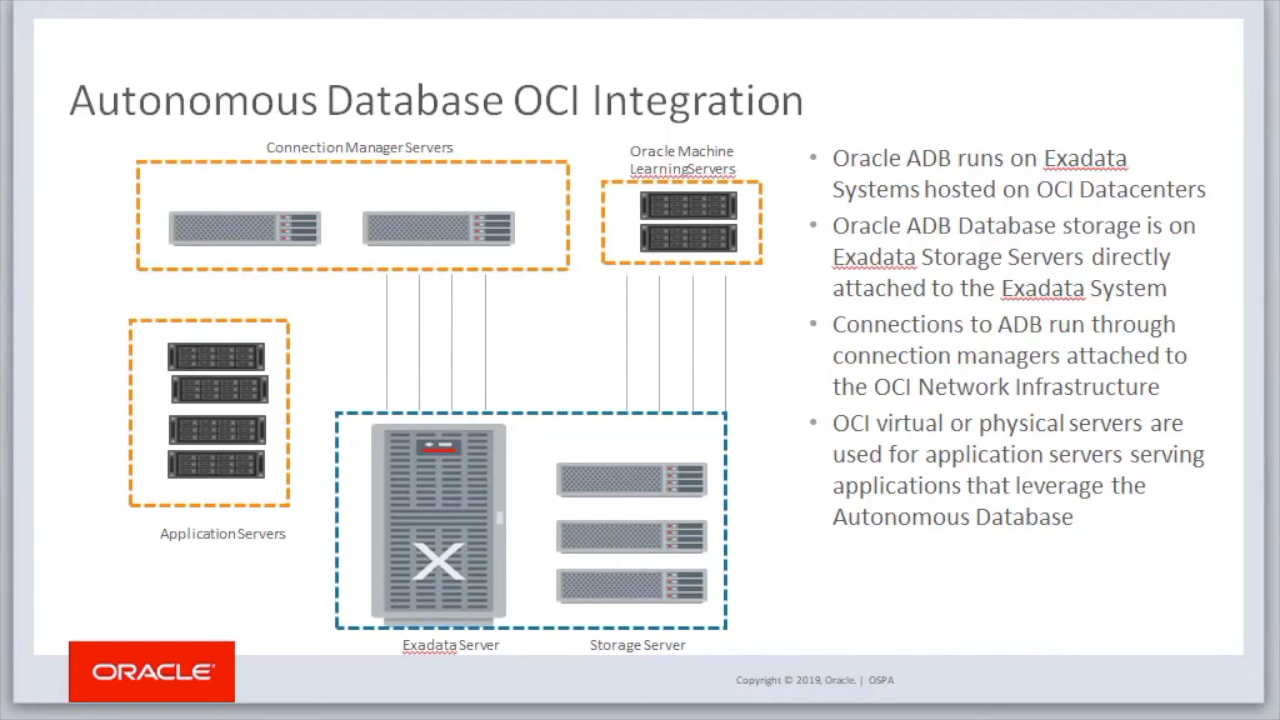 Autonomous Database OCI Integration
Connection Manager Servers
Oracle Machine
LearningServers
Application Servers
Exadata Server
Storage Server
• Oracle ADB runs on Exadata
Systems hosted on OCI Datacenters
• Oracle ADB Database storage is on
Exadata Storage Servers directly
attached to the Exadata System
• Connections to ADB run through
connection managers attached to
the OCI Network Infrastructure
• OCI virtual or physical servers are
used for application servers serving
applications that leverage the
Autonomous Database
ORACLE®
Copyright © 2019, Oracle. | OSPA